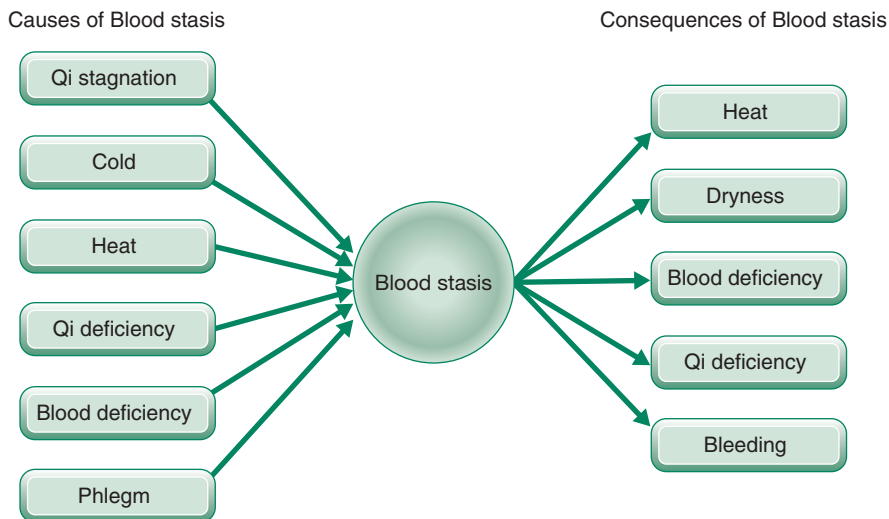 Causes of Blood stasis
Qi stagnation
Cold
Heat
Qi deficiency
Blood deficiency
Phlegm
Blood stasis
Consequences of Blood stasis
Heat
Dryness
Blood deficiency
Qi deficiency
Bleeding